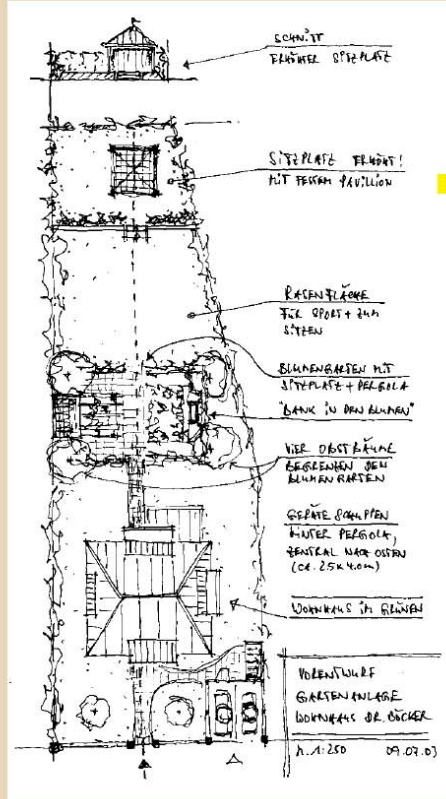 SCHNITT
ERHÖHTER SITZPLATZ
SITZPLATZ ERHÖHT!
MIT FESTEM PAVILLION
RASENFLÄCHE
FÜR SPORT + ZUM
SITZEN
BLUMENGARTEN MIT
SITZPLATZ + PERGOLA
"BANK IN DEN BLUMEN"
VIER OBSTBÄUME
BEGRENZEN DEN
BLUMENGARTEN
GERÄTESCHUPPEN
HINTER PERGOLA,
ZENTRAL NACH OSTEN
(CA. 2.5 x 4.0 m)
WOHNHAUS IM GRÜNEN
VORENTWURF
GARTENANLAGE
WOHNHAUS DR. BÖCKER
M. 1:250 09.07.03